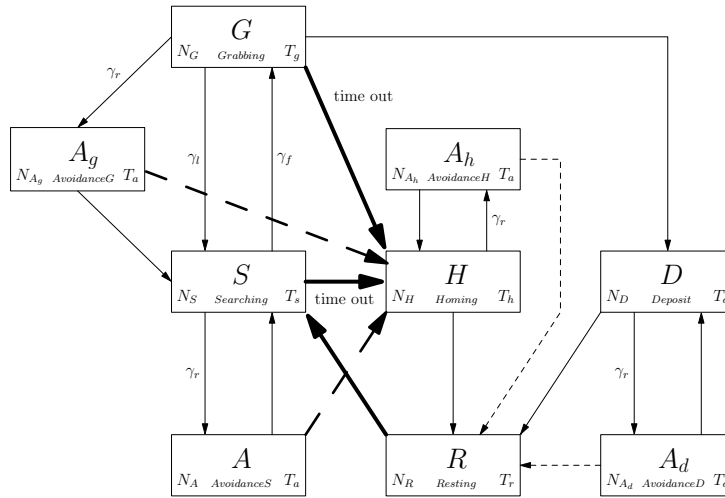 G
N_G Grabbing T_g
γ_r
time out
A_g
N_{A_g} AvoidanceG T_a
γ_l
γ_f
A_h
N_{A_h} AvoidanceH T_a
γ_r
S
N_S Searching T_s
time out
H
N_H Homing T_h
D
N_D Deposit
γ_r
γ_r
A
N_A AvoidanceS T_a
R
N_R Resting T_r
A_d
N_{A_d} AvoidanceD